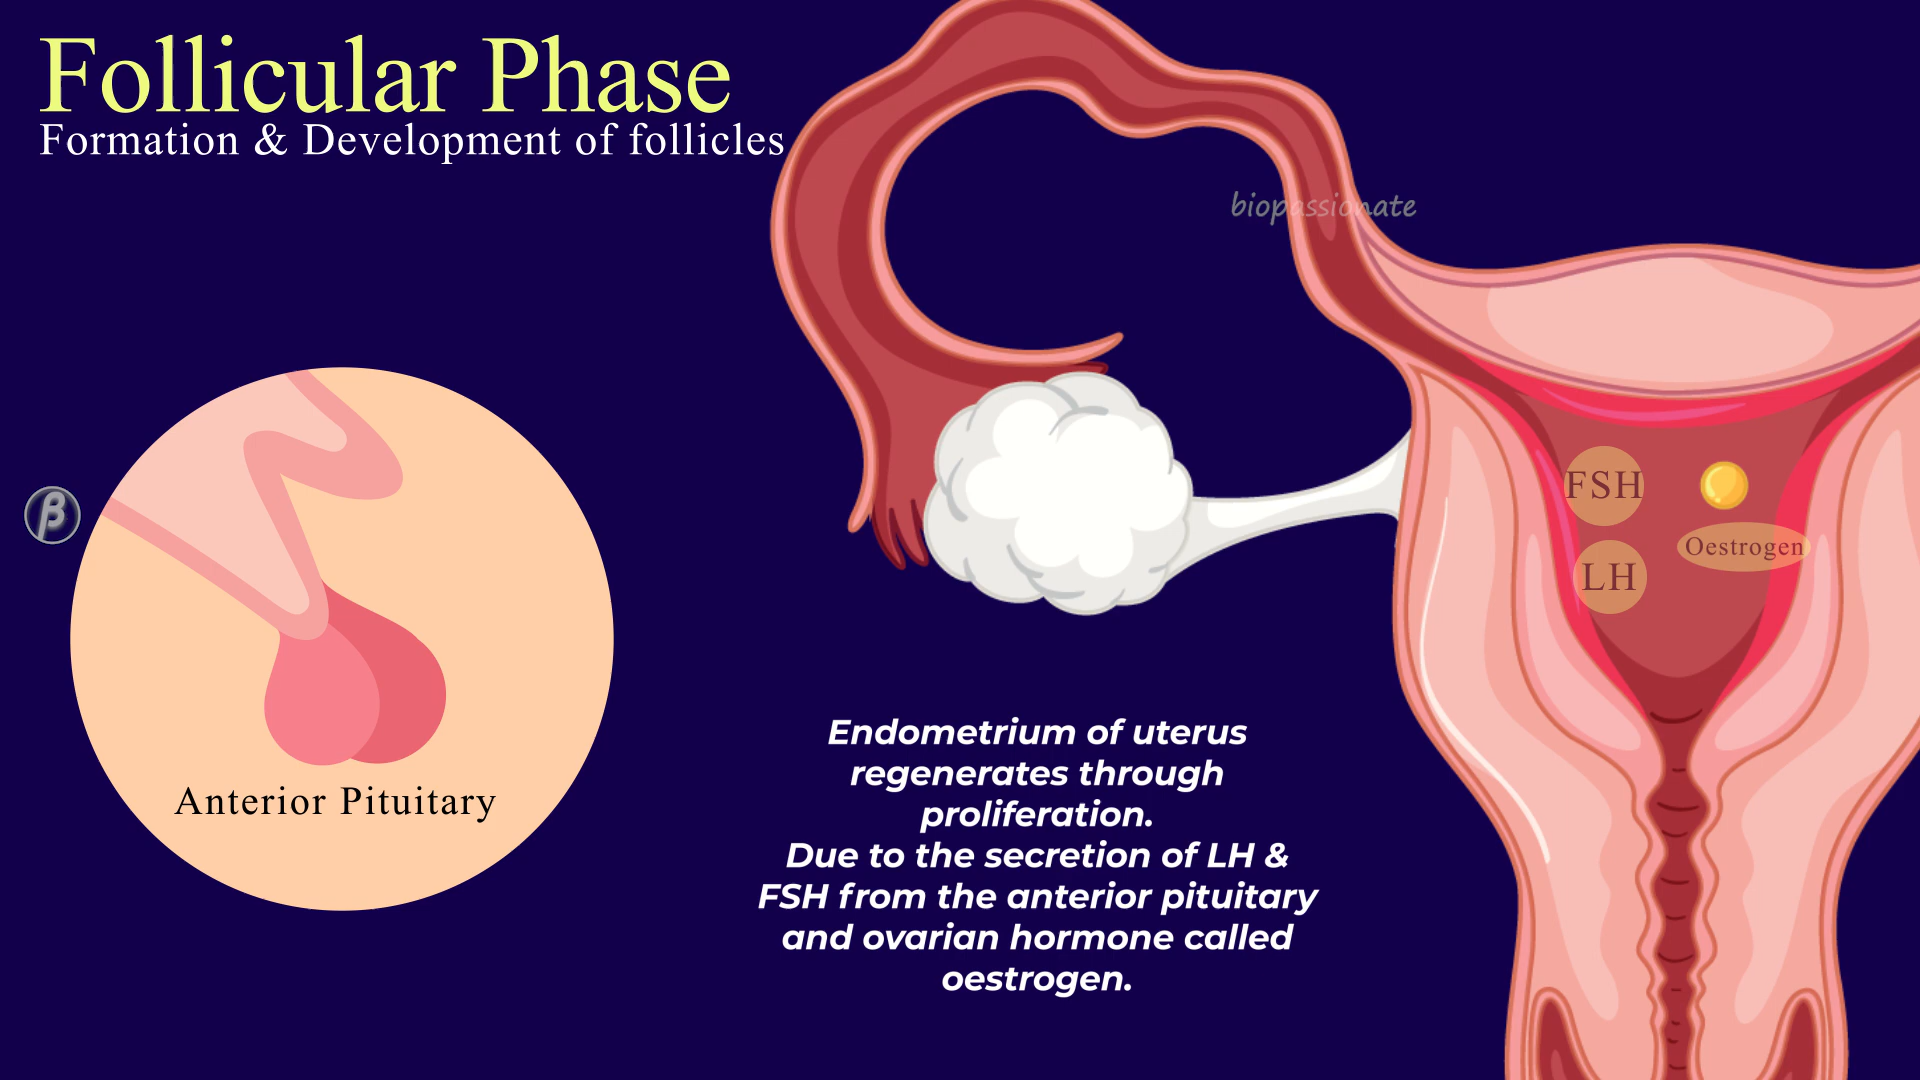 Follicular Phase
Formation & Development of follicles
biopassionate
FSH
Oestrogen
LH
β
Anterior Pituitary
Endometrium of uterus
regenerates through
proliferation.
Due to the secretion of LH &
FSH from the anterior pituitary
and ovarian hormone called
oestrogen.